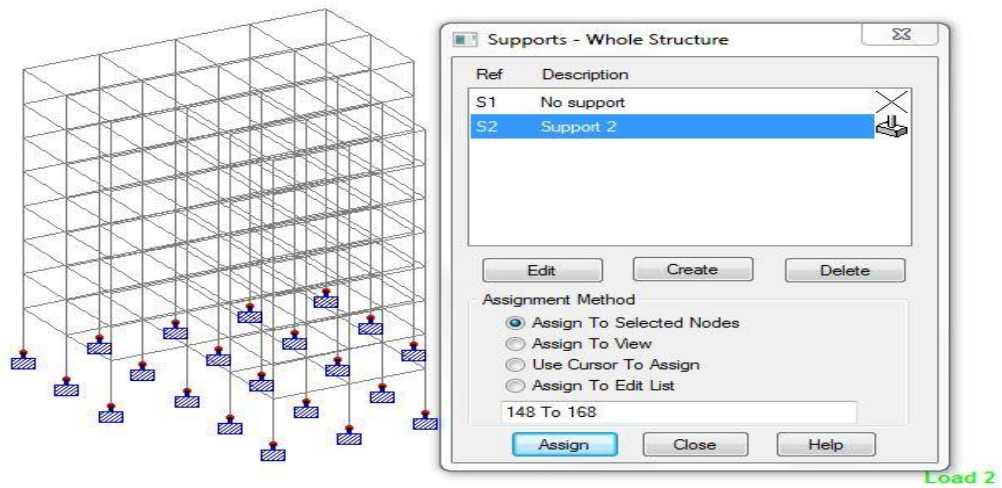 Supports - Whole Structure
Ref Description
S1 No support
S2 Support 2
Edit Create Delete
Assignment Method
Assign To Selected Nodes
Assign To View
Use Cursor To Assign
Assign To Edit List
148 To 168
Assign Close Help
Load 2